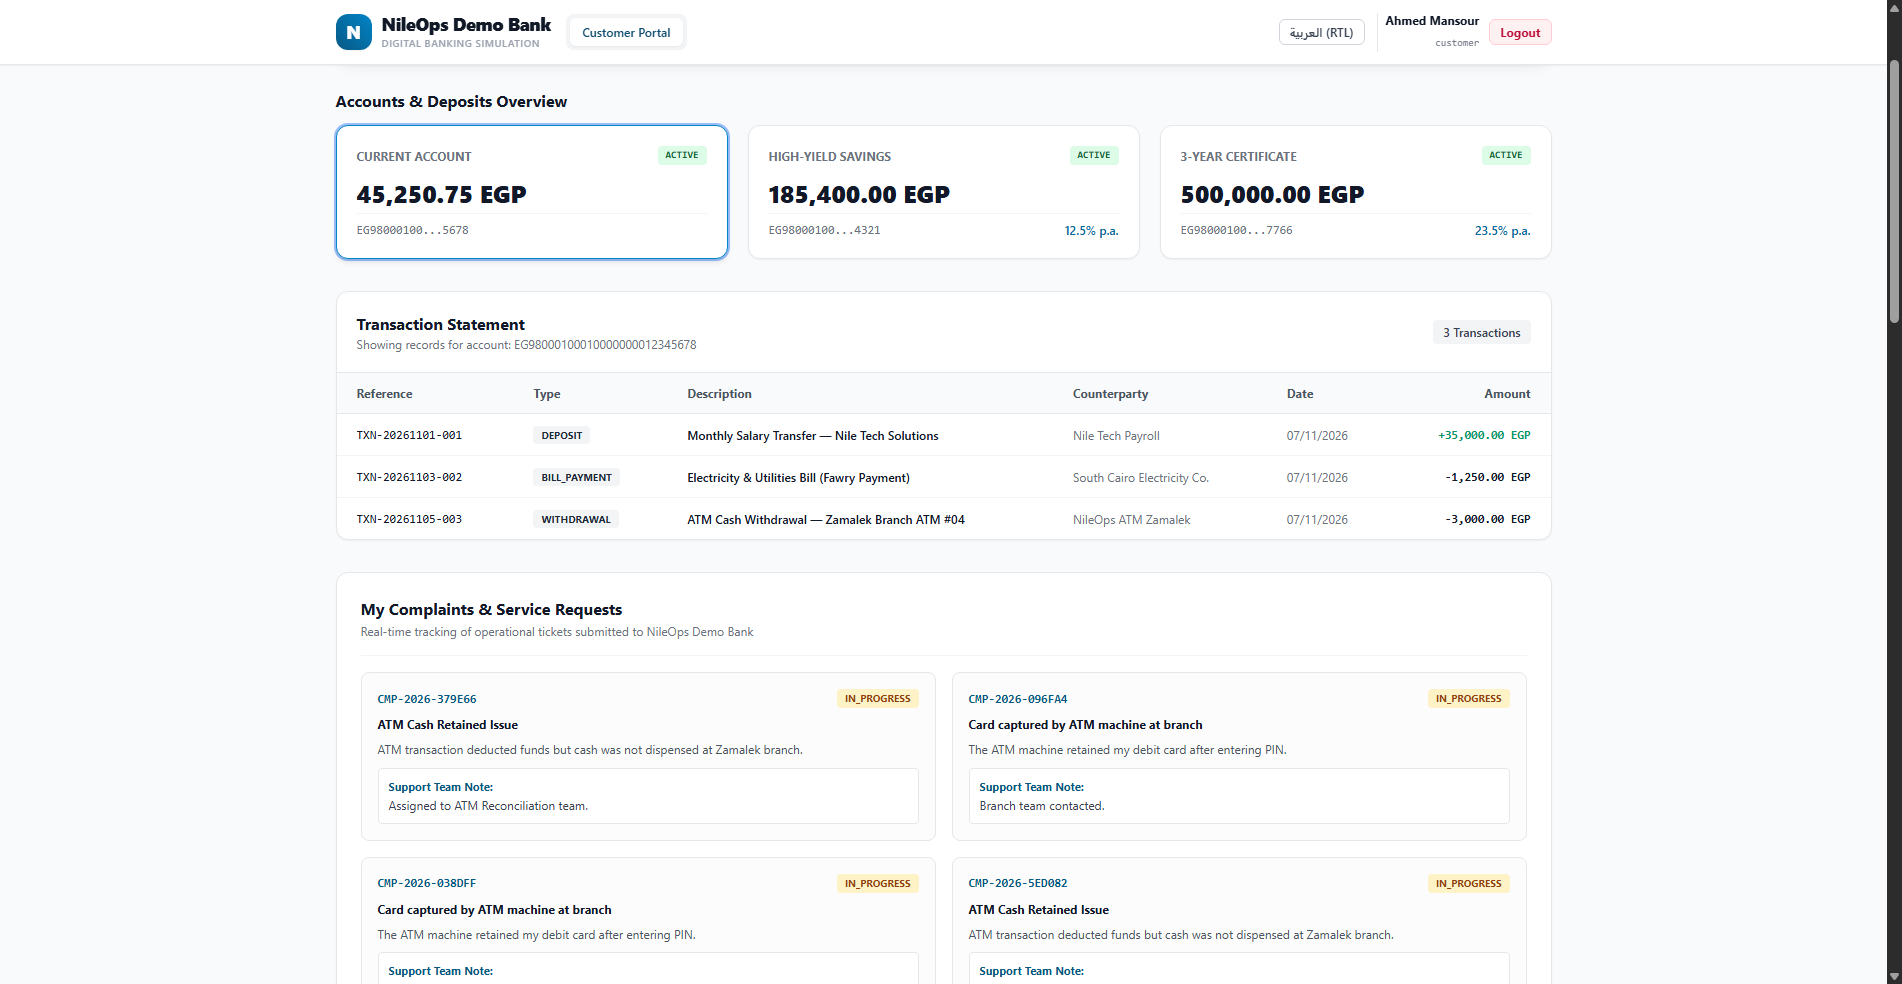 N
NileOps Demo Bank
DIGITAL BANKING SIMULATION
Customer Portal
العربية (RTL)
Ahmed Mansour
customer
Logout
Accounts & Deposits Overview
CURRENT ACCOUNT
ACTIVE
45,250.75 EGP
EG98000100...5678
HIGH-YIELD SAVINGS
ACTIVE
185,400.00 EGP
EG98000100...4321
12.5% p.a.
3-YEAR CERTIFICATE
ACTIVE
500,000.00 EGP
EG98000100...7766
23.5% p.a.
Transaction Statement
Showing records for account: EG98000100010000000012345678
3 Transactions
Reference Type Description Counterparty Date Amount
TXN-20261101-001 DEPOSIT Monthly Salary Transfer — Nile Tech Solutions Nile Tech Payroll 07/11/2026 +35,000.00 EGP
TXN-20261103-002 BILL_PAYMENT Electricity & Utilities Bill (Fawry Payment) South Cairo Electricity Co. 07/11/2026 -1,250.00 EGP
TXN-20261105-003 WITHDRAWAL ATM Cash Withdrawal — Zamalek Branch ATM #04 NileOps ATM Zamalek 07/11/2026 -3,000.00 EGP
My Complaints & Service Requests
Real-time tracking of operational tickets submitted to NileOps Demo Bank
CMP-2026-379E66
IN_PROGRESS
ATM Cash Retained Issue
ATM transaction deducted funds but cash was not dispensed at Zamalek branch.
Support Team Note:
Assigned to ATM Reconciliation team.
CMP-2026-096FA4
IN_PROGRESS
Card captured by ATM machine at branch
The ATM machine retained my debit card after entering PIN.
Support Team Note:
Branch team contacted.
CMP-2026-038DFF
IN_PROGRESS
Card captured by ATM machine at branch
The ATM machine retained my debit card after entering PIN.
Support Team Note:
CMP-2026-5ED082
IN_PROGRESS
ATM Cash Retained Issue
ATM transaction deducted funds but cash was not dispensed at Zamalek branch.
Support Team Note: